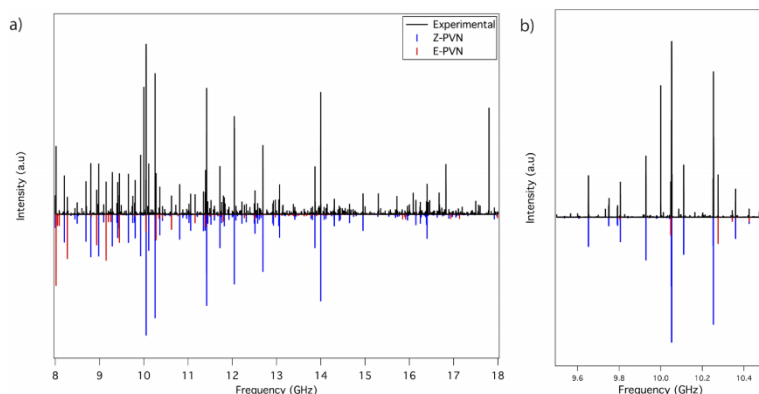 a)
Experimental
Z-PVN
E-PVN
Intensity (a.u)
8 9 10 11 12 13 14 15 16 17 18
Frequency (GHz)
b)
Intensity (a.u)
9.6 9.8 10.0 10.2 10.4
Frequency (GHz)